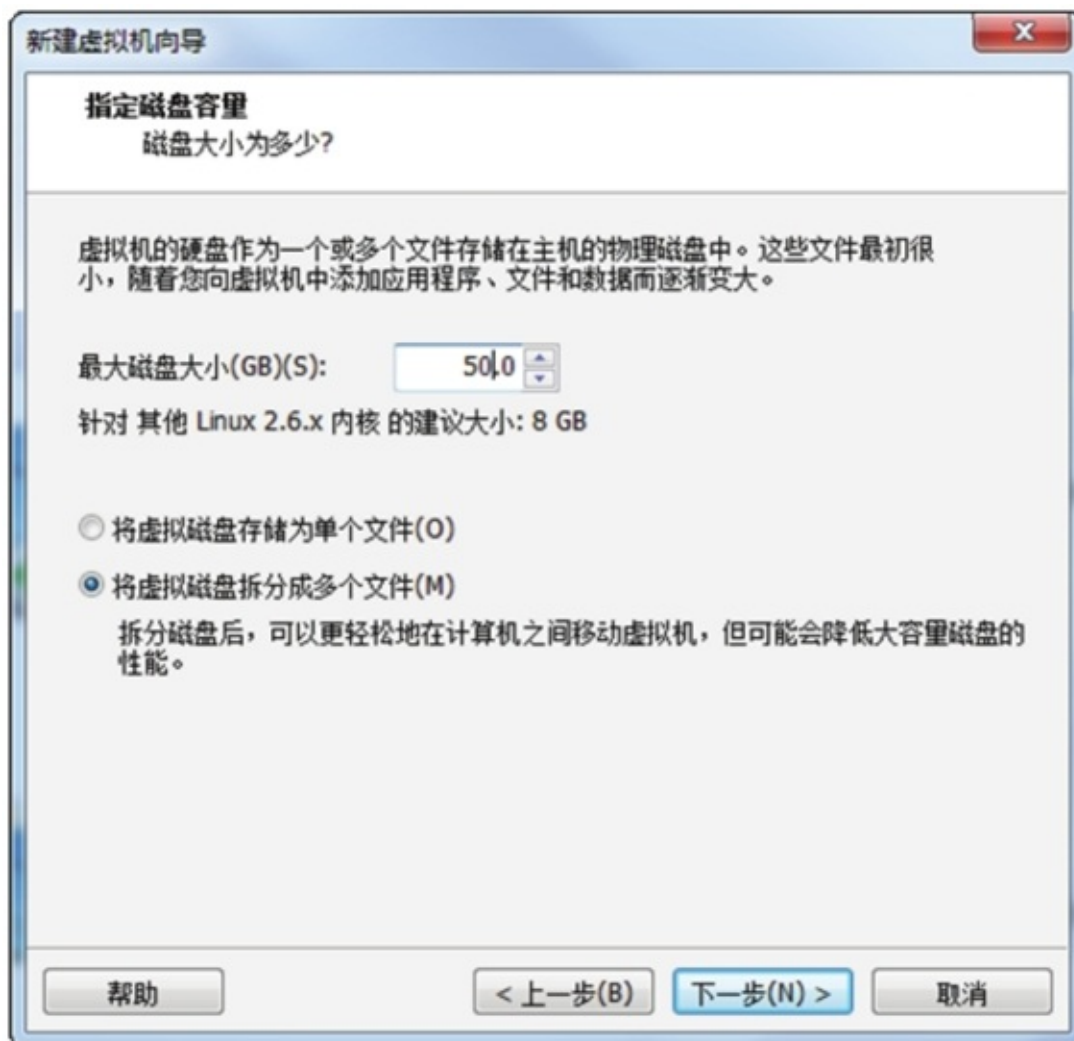 新建虚拟机向导
指定磁盘容量
磁盘大小为多少?
虚拟机的硬盘作为一个或多个文件存储在主机的物理磁盘中。这些文件最初很
小，随着您向虚拟机中添加应用程序、文件和数据而逐渐变大。
最大磁盘大小(GB)(S): 50.0
针对 其他 Linux 2.6.x 内核 的建议大小: 8 GB
将虚拟磁盘存储为单个文件(O)
将虚拟磁盘拆分成多个文件(M)
拆分磁盘后，可以更轻松地在计算机之间移动虚拟机，但可能会降低大容量磁盘的
性能。
帮助 < 上一步(B) 下一步(N) > 取消